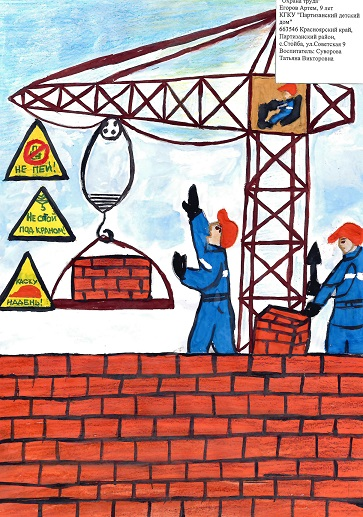 "Охрана труда"
Егоров Артем, 9 лет
КГКУ "Партизанский детский
дом"
663546 Красноярский край,
Партизанский район,
с.Стойба, ул.Советская 9
Воспитатель: Суворова
Татьяна Викторовна
НЕ ПЕЙ!
НЕ СТОЙ
ПОД КРАНОМ!
КАСКУ
НАДЕНЬ!